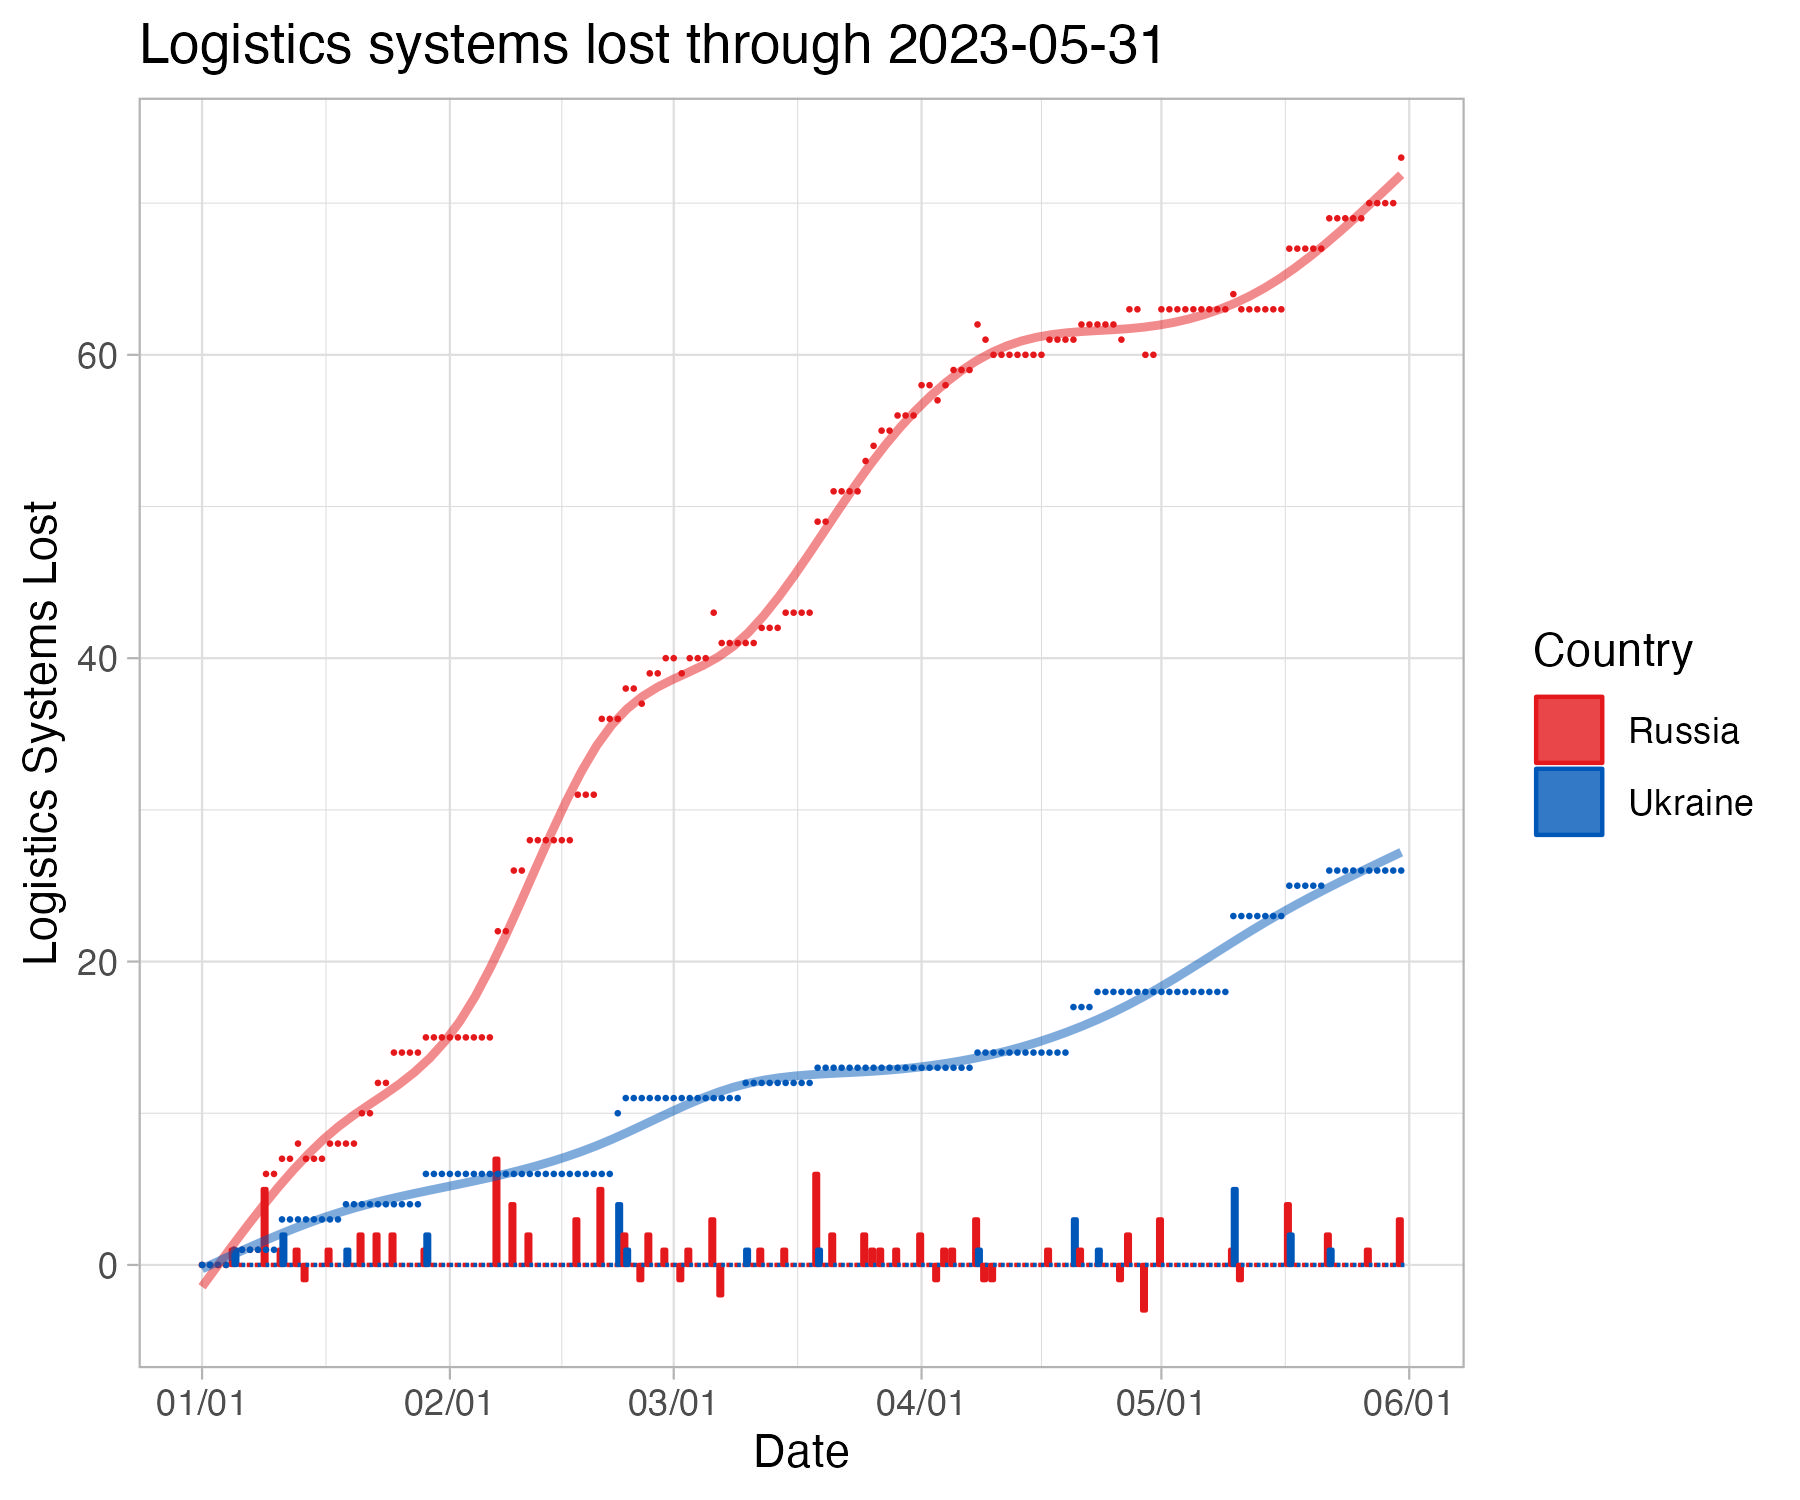 Logistics systems lost through 2023-05-31
Logistics Systems Lost
60
40
20
0
01/01
02/01
03/01
04/01
05/01
06/01
Date
Country
Russia
Ukraine